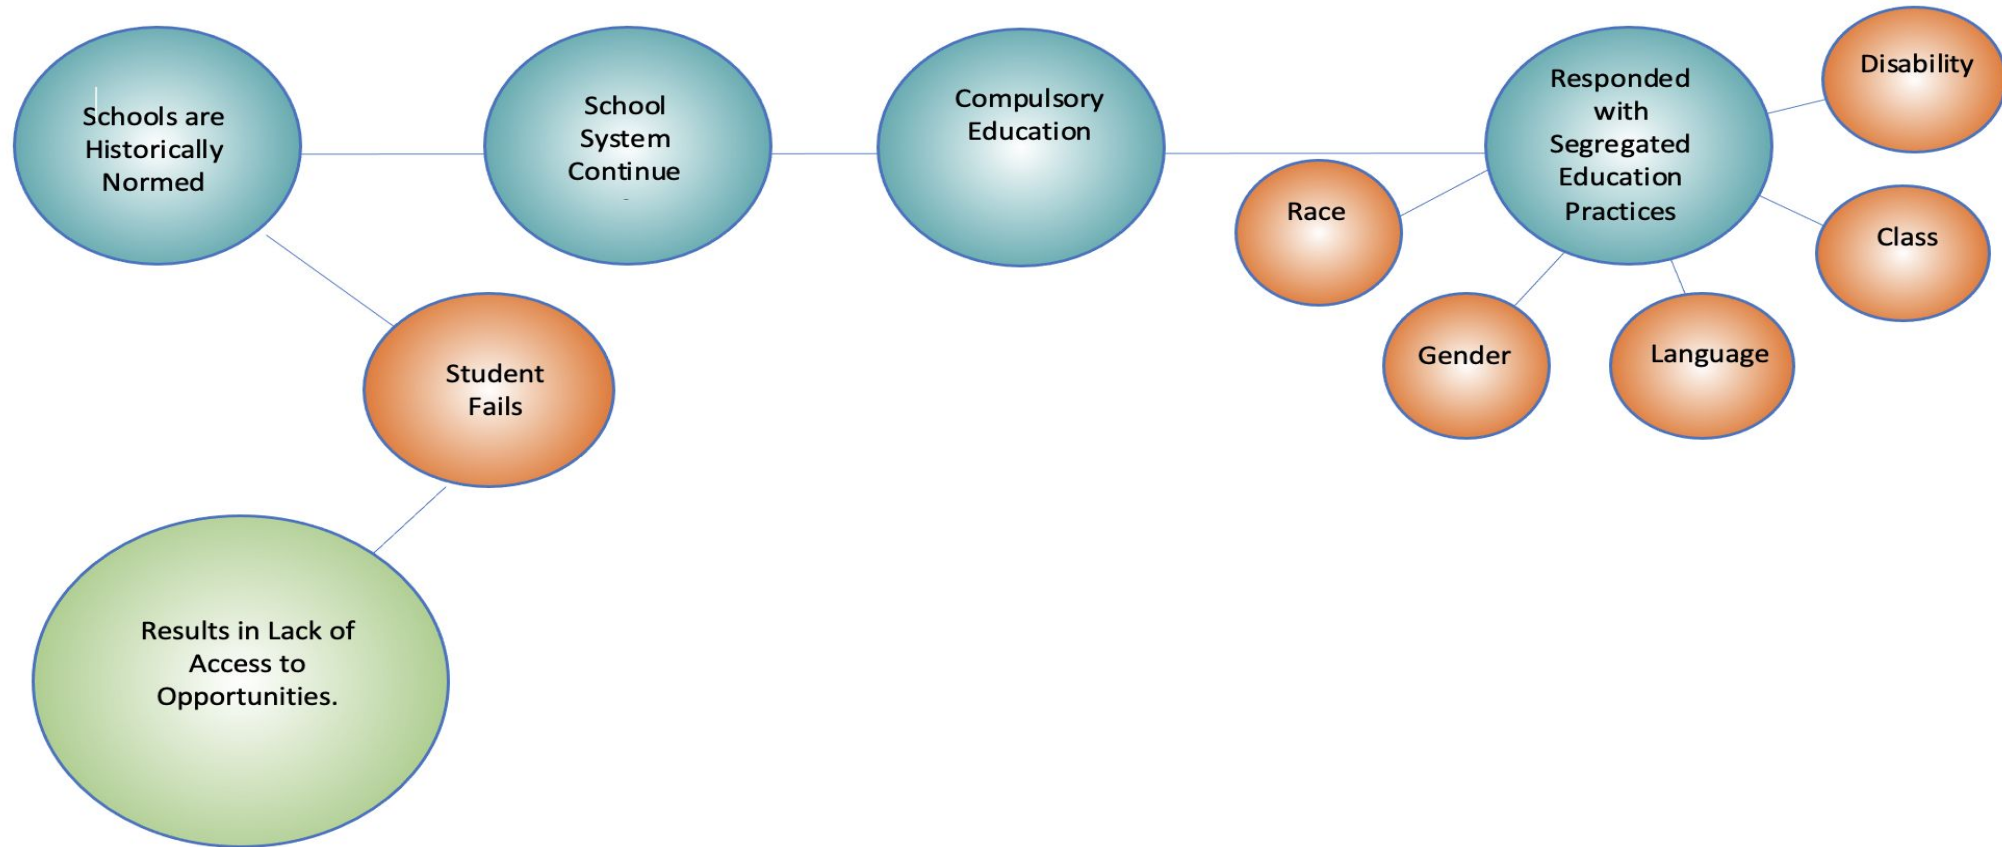 Schools are
Historically
Normed
School
System
Continue
Compulsory
Education
Responded
with
Segregated
Education
Practices
Disability
Race
Class
Gender
Language
Student
Fails
Results in Lack of
Access to
Opportunities.